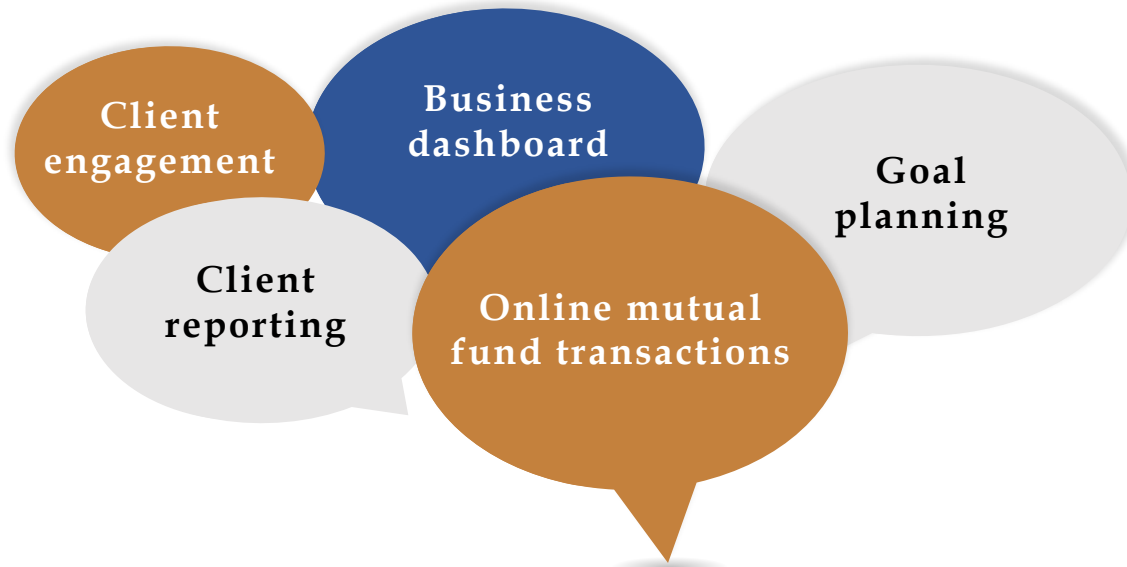 Client
engagement
Business
dashboard
Goal
planning
Client
reporting
Online mutual
fund transactions